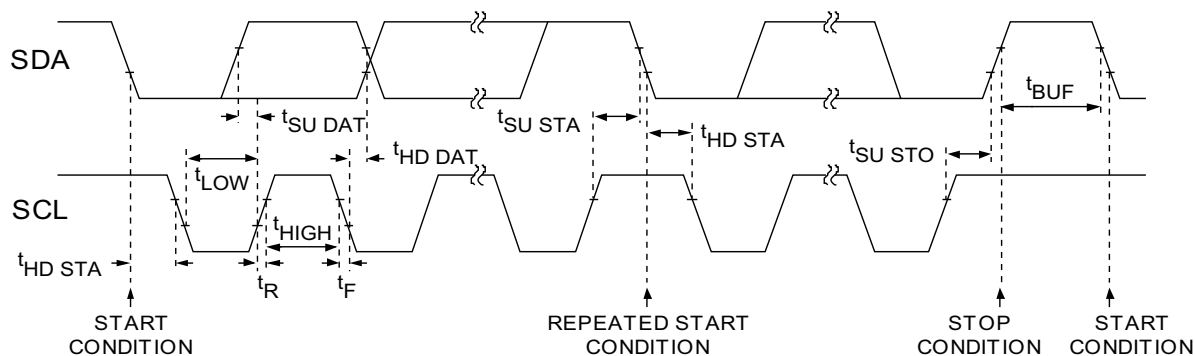 SDA
tSU DAT
tHD DAT
tSU STA
tHD STA
tSU STO
tBUF
tLOW
SCL
tHIGH
tHD STA
tR
tF
START
CONDITION
REPEATED START
CONDITION
STOP
CONDITION
START
CONDITION